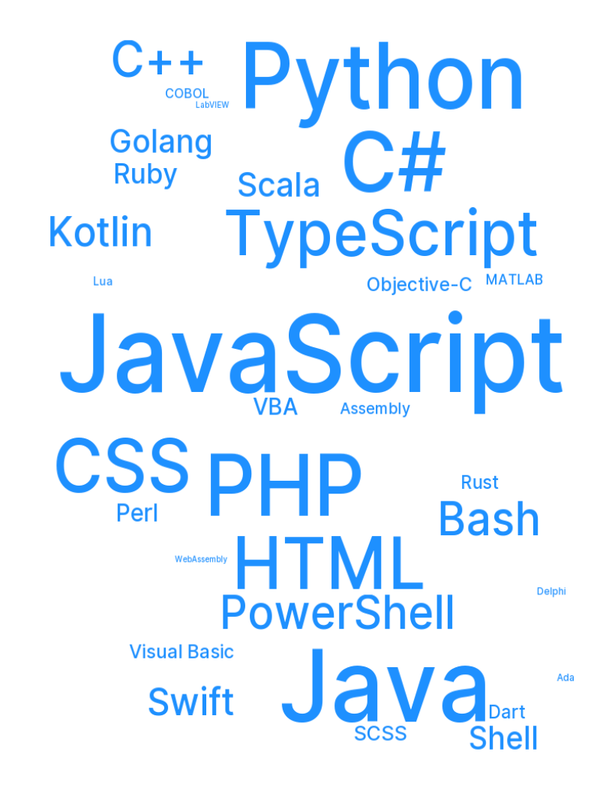 C++
Python
COBOL
LabVIEW
Golang
C#
Ruby
Scala
Kotlin
TypeScript
Lua
Objective-C
MATLAB
JavaScript
VBA
Assembly
CSS
PHP
Rust
Perl
Bash
WebAssembly
HTML
Delphi
PowerShell
Visual Basic
Java
Ada
Swift
Dart
SCSS
Shell